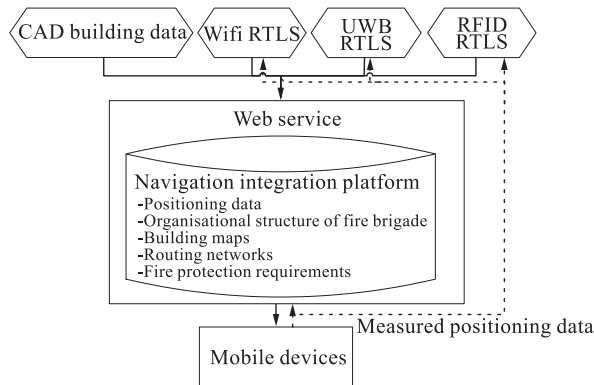 CAD building data
Wifi RTLS
UWB
RTLS
RFID
RTLS
Web service
Navigation integration platform
-Positioning data
-Organisational structure of fire brigade
-Building maps
-Routing networks
-Fire protection requirements
Measured positioning data
Mobile devices